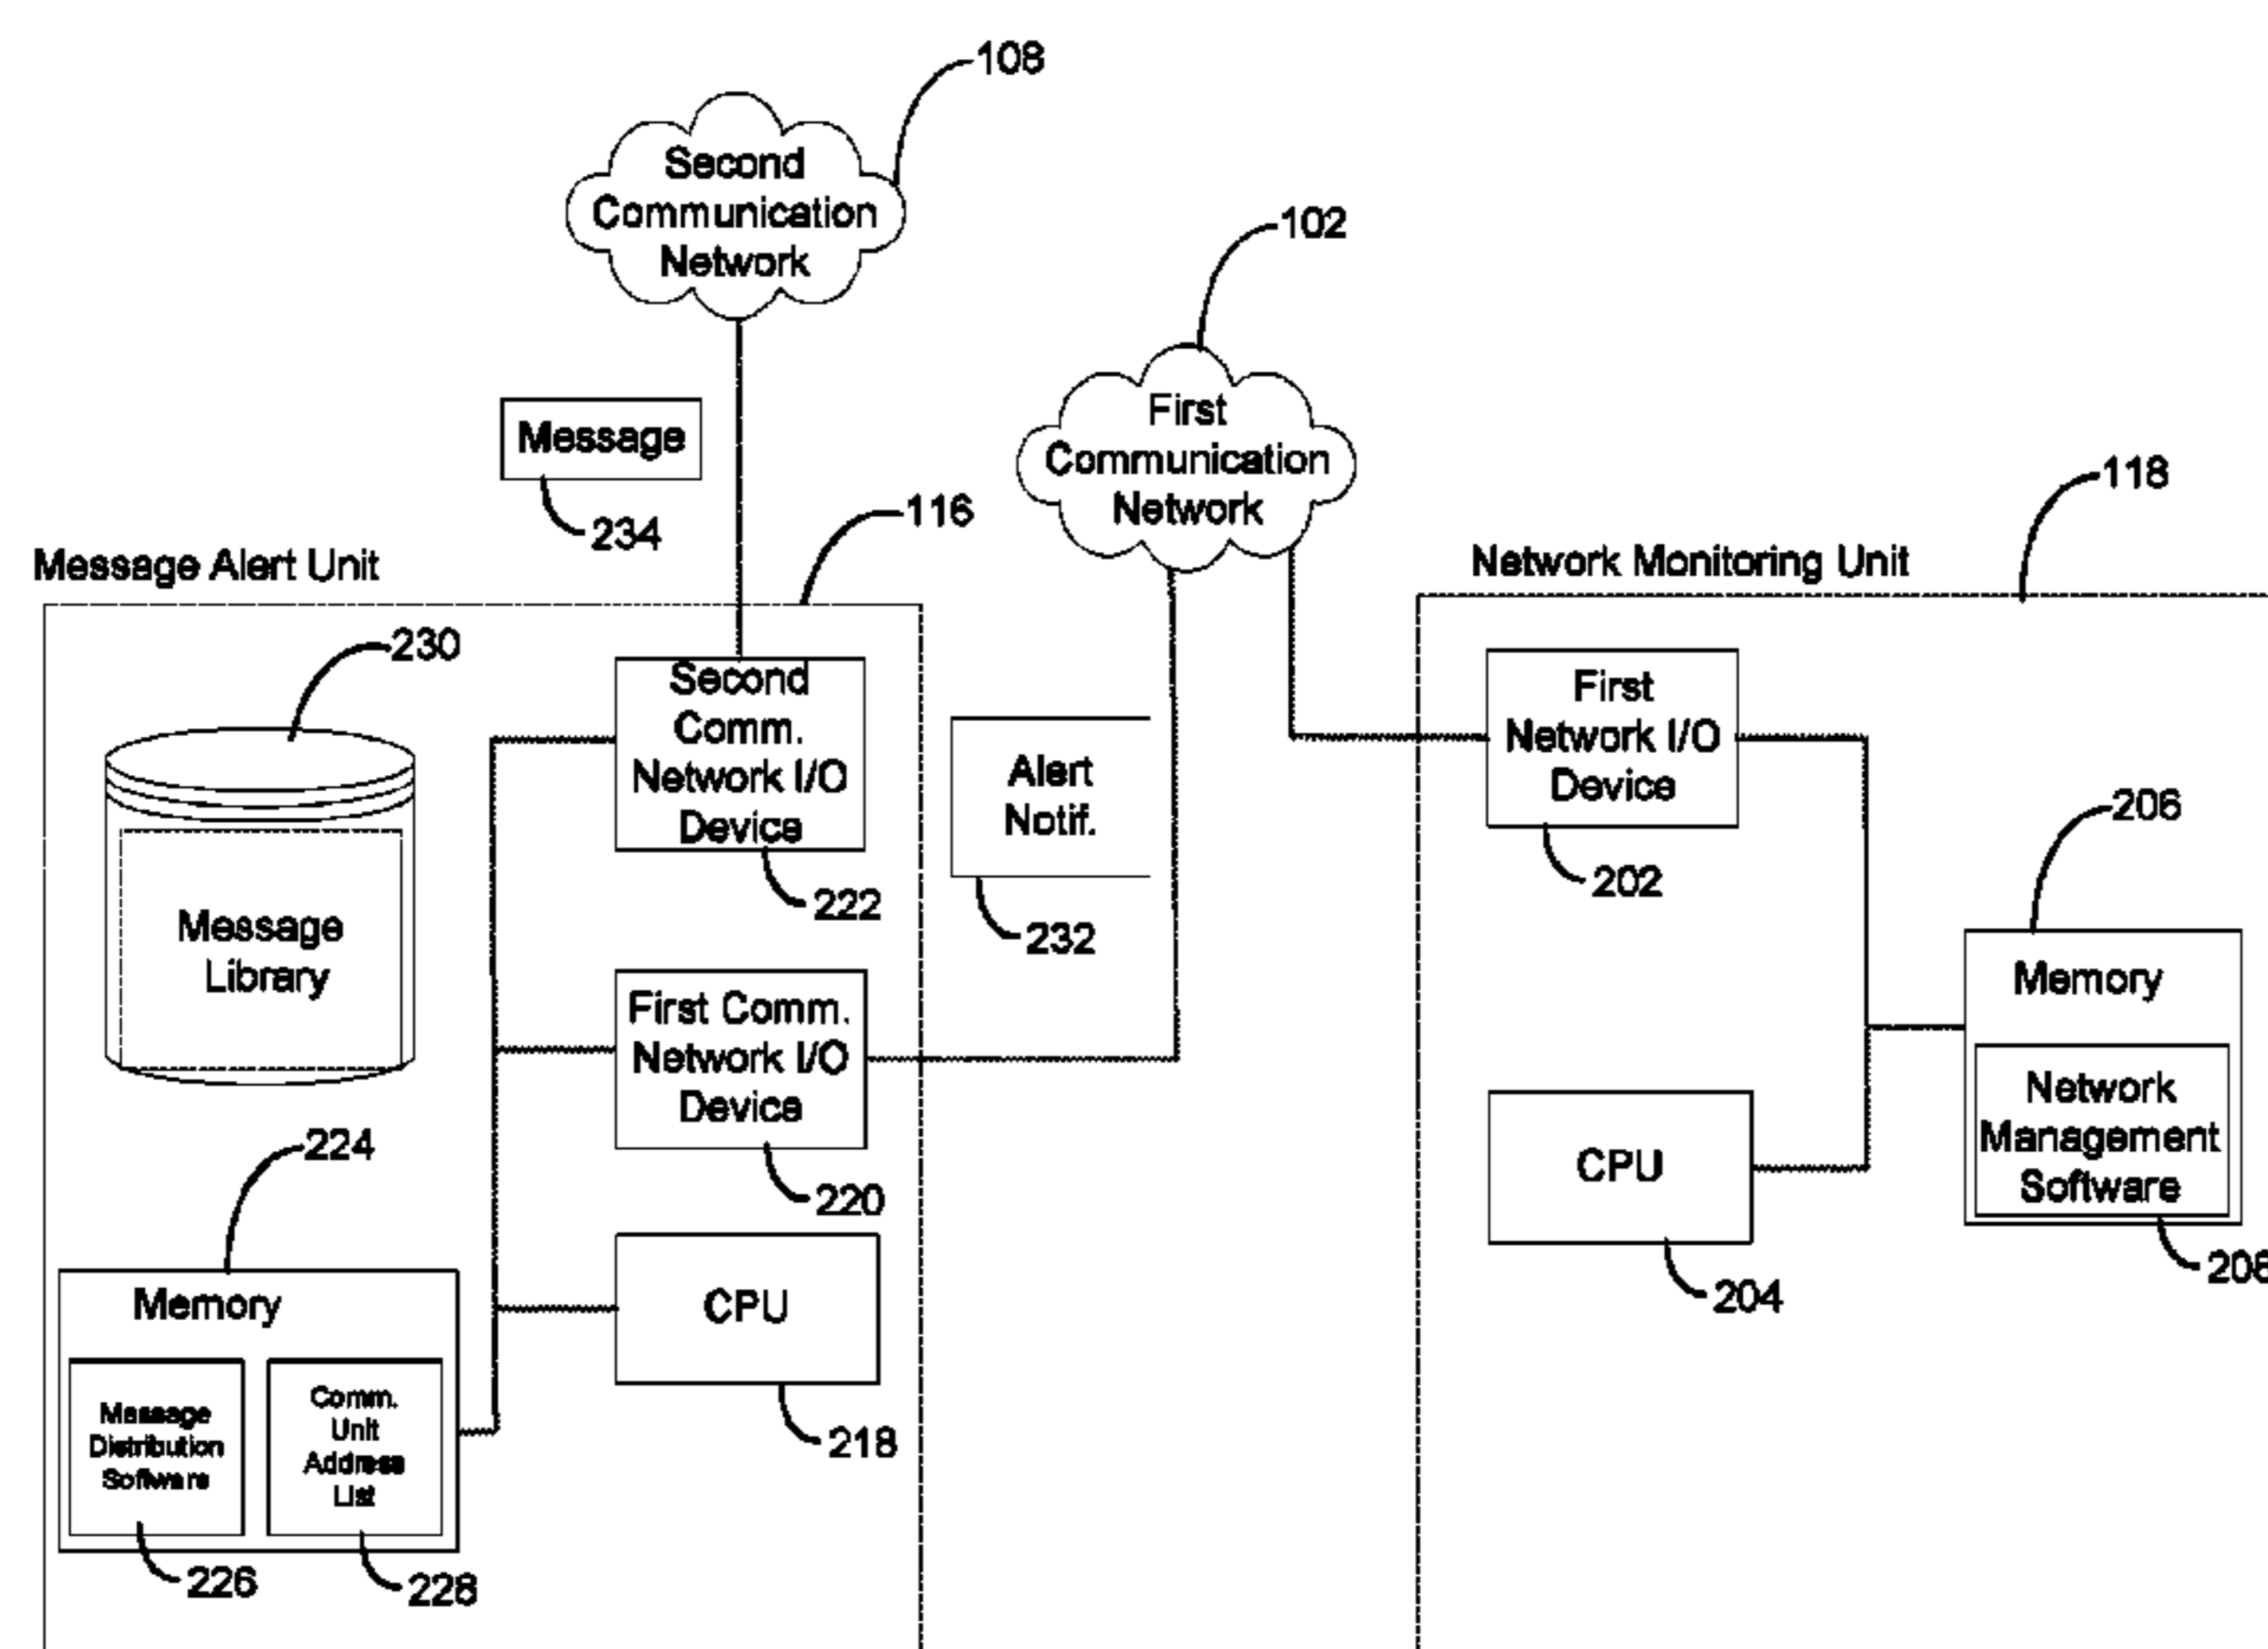 108
Second
Communication
Network
102
First
Communication
Network
Message
234
116
118
Message Alert Unit
Network Monitoring Unit
230
Second
Comm.
Network I/O
Device
222
Message
Library
Alert
Notif.
232
First
Network I/O
Device
202
206
Memory
Network
Management
Software
208
First Comm.
Network I/O
Device
220
CPU
204
224
Memory
Message
Distribution
Software
226
Comm.
Unit
Address
List
228
CPU
218